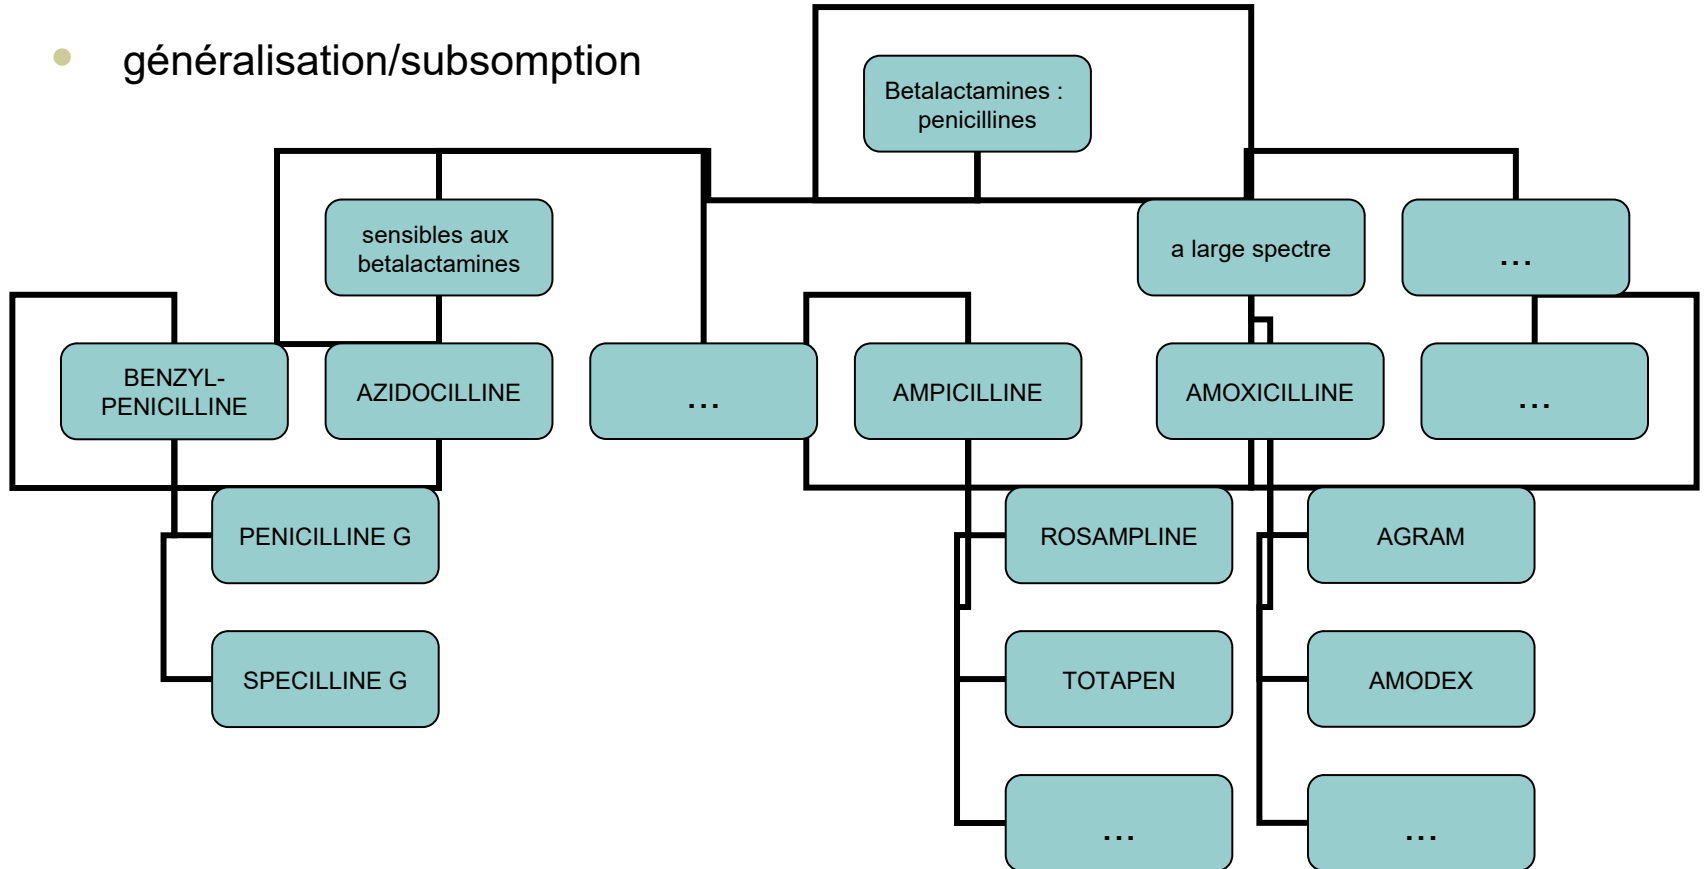 • généralisation/subsomption
Betalactamines :
penicillines
sensibles aux
betalactamines
a large spectre
...
BENZYL-
PENICILLINE
AZIDOCILLINE
...
AMPICILLINE
AMOXICILLINE
...
PENICILLINE G
ROSAMPLINE
AGRAM
SPECILLINE G
TOTAPEN
AMODEX
...
...